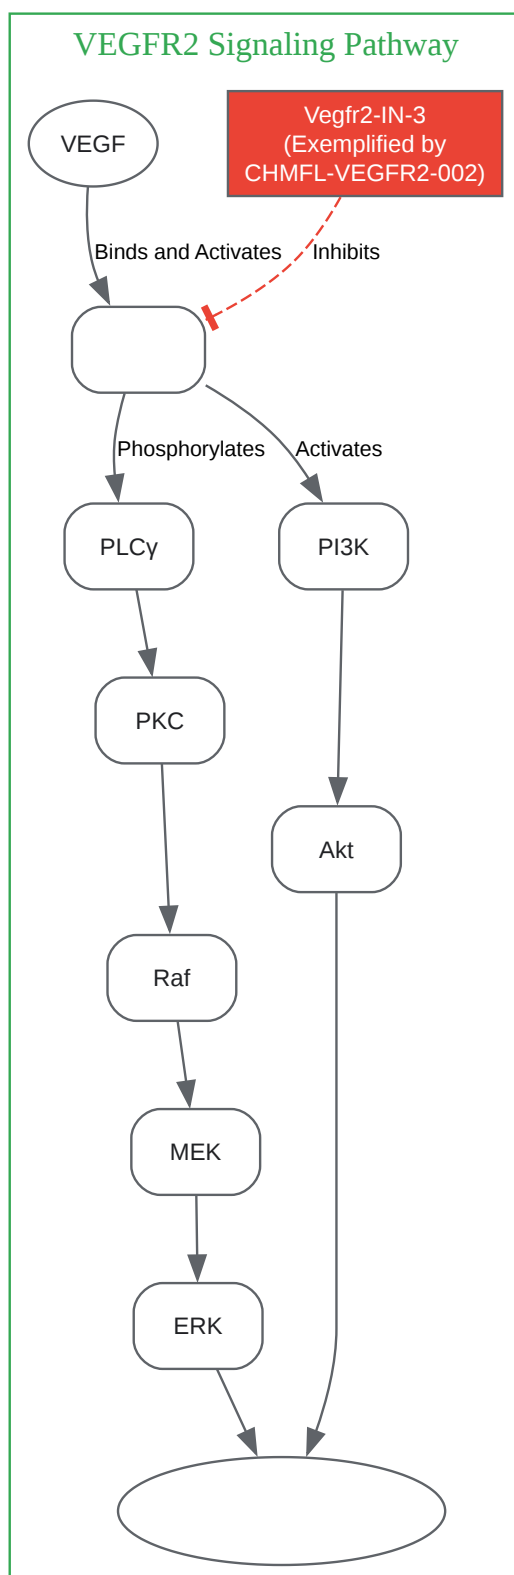 VEGFR2 Signaling Pathway
VEGF
Vegfr2-IN-3
(Exemplified by
CHMFL-VEGFR2-002)
Binds and Activates
Inhibits
Phosphorylates
Activates
PLCγ
PI3K
PKC
Akt
Raf
MEK
ERK